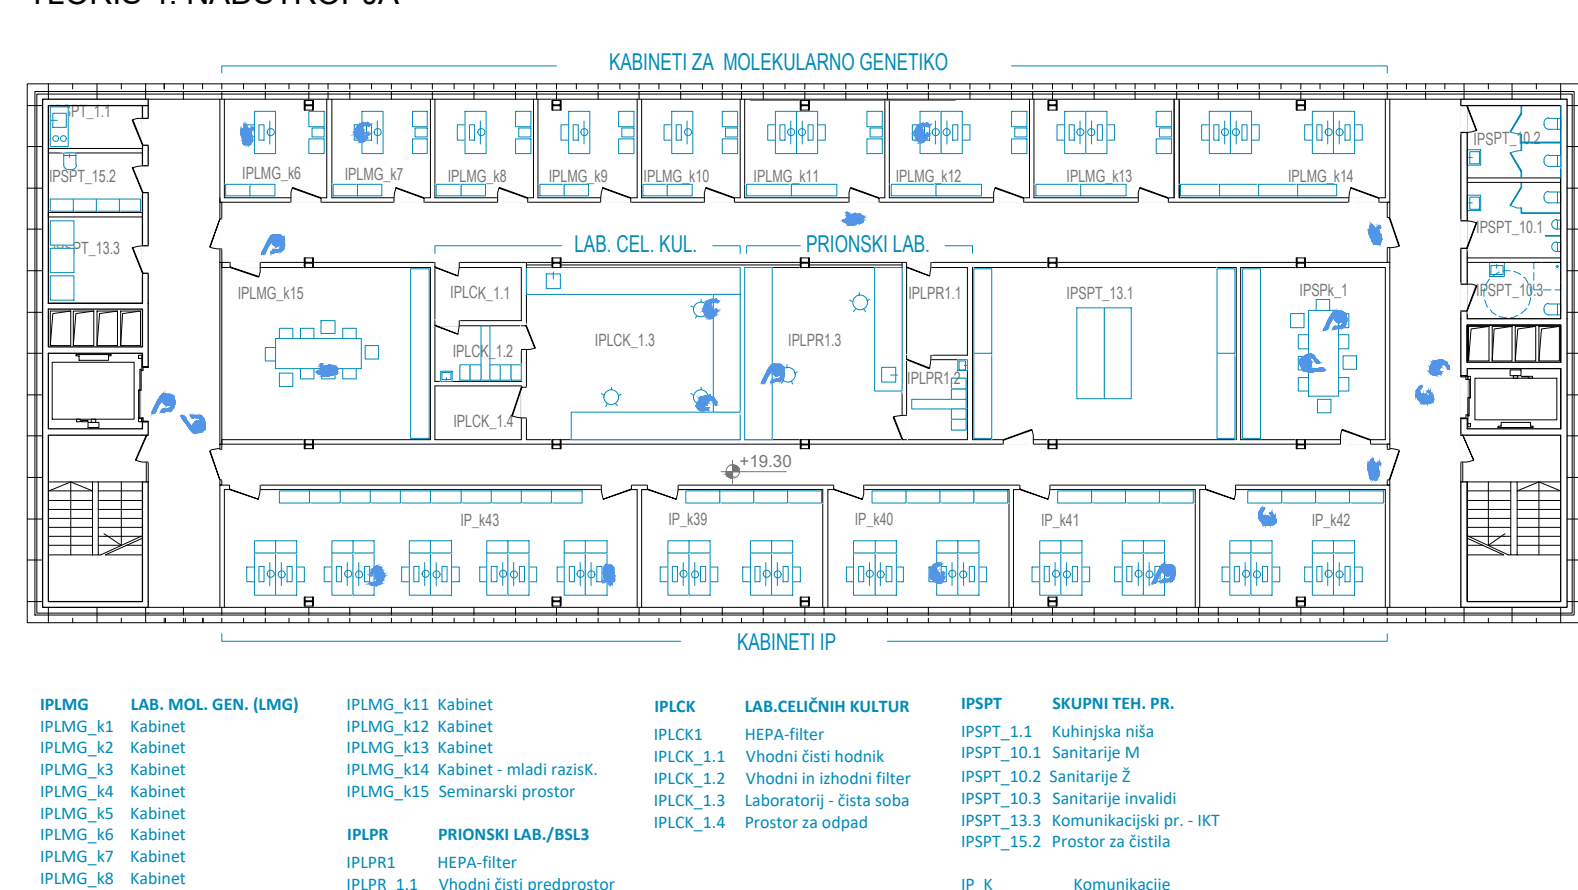 KABINETI ZA MOLEKULARNO GENETIKO
IPSPT_10.2
IPSPT_15.2
IPLMG_k6
IPLMG_k7
IPLMG_k8
IPLMG_k9
IPLMG_k10
IPLMG_k11
IPLMG_k12
IPLMG_k13
IPLMG_k14
IPSPT_10.1
LAB. CEL. KUL.
PRIONSKI LAB.
IPLMG_k15
IPLCK_1.1
IPLPR1.1
IPSPT_13.1
IPSPk_1
IPSPT_10.3
IPLCK_1.2
IPLCK_1.3
IPLPR1.3
IPLPR1.2
IPLCK_1.4
+19.30
IP_k43
IP_k39
IP_k40
IP_k41
IP_k42
KABINETI IP
IPLMG LAB. MOL. GEN. (LMG)
IPLMG_k1 Kabinet
IPLMG_k2 Kabinet
IPLMG_k3 Kabinet
IPLMG_k4 Kabinet
IPLMG_k5 Kabinet
IPLMG_k6 Kabinet
IPLMG_k7 Kabinet
IPLMG_k8 Kabinet
IPLMG_k11 Kabinet
IPLMG_k12 Kabinet
IPLMG_k13 Kabinet
IPLMG_k14 Kabinet - mladi razisK.
IPLMG_k15 Seminarski prostor
IPLPR PRIONSKI LAB./BSL3
IPLPR1 HEPA-filter
IPLPR_1.1 Vhodni čisti predprostor
IPLCK LAB.CELIČNIH KULTUR
IPLCK1 HEPA-filter
IPLCK_1.1 Vhodni čisti hodnik
IPLCK_1.2 Vhodni in izhodni filter
IPLCK_1.3 Laboratorij - čista soba
IPLCK_1.4 Prostor za odpad
IPSPT SKUPNI TEH. PR.
IPSPT_1.1 Kuhinjska niša
IPSPT_10.1 Sanitarije M
IPSPT_10.2 Sanitarije Ž
IPSPT_10.3 Sanitarije invalidi
IPSPT_13.3 Komunikacijski pr. - IKT
IPSPT_15.2 Prostor za čistila
IP_K Komunikacije